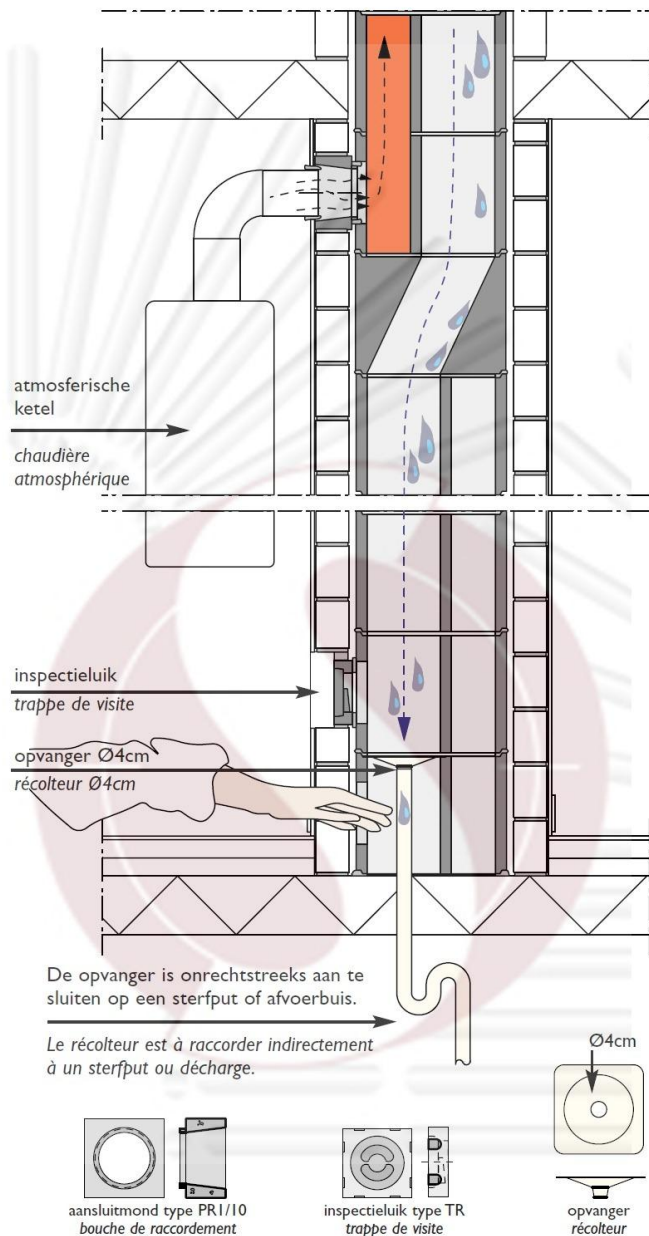 atmosferische
ketel
chaudière
atmosphérique
inspectieluik
trappe de visite
opvanger Ø4cm
récolteur Ø4cm
De opvanger is onrechtstreeks aan te
sluiten op een sterfput of afvoerbuis.
Le récolteur est à raccorder indirectement
à un sterfput ou décharge.
Ø4cm
aansluitmond type PR1/10
bouche de raccordement
inspectieluik type TR
trappe de visite
opvanger
récolteur